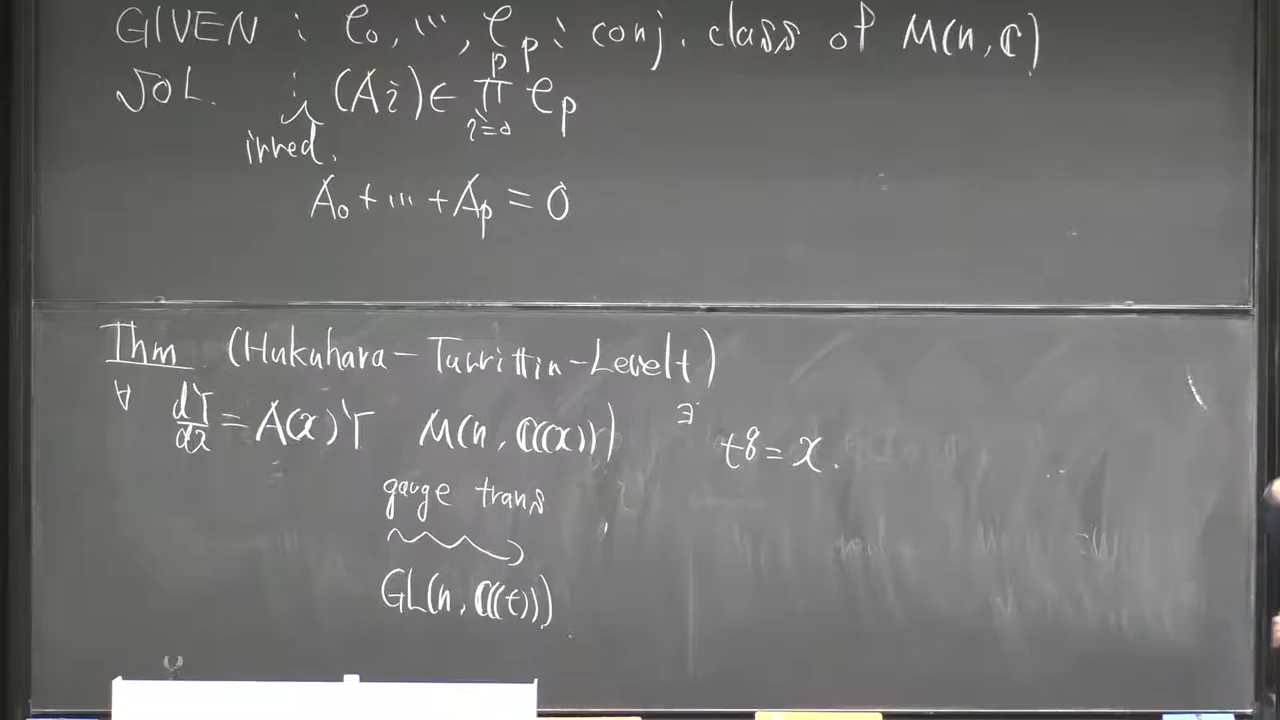 GIVEN : C₀, ..., Cₚ : conj. class of M(n, ℂ)
SOL. ; (Aᵢ) ∈ ∏ᵢ₌₀ᵖ Cₚ
irred.
A₀ + ... + Aₚ = 0
Thm (Hukuhara-Turrittin-Levelt)
∀ dY/dx = A(x)Y M(n, ℂ((x))) ∃ t^q = x.
gauge trans
GL(n, ℂ((t)))